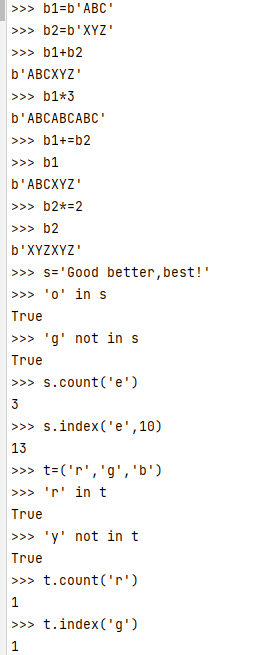 >>> b1=b'ABC'
>>> b2=b'XYZ'
>>> b1+b2
b'ABCXYZ'
>>> b1*3
b'ABCABCABC'
>>> b1+=b2
>>> b1
b'ABCXYZ'
>>> b2*=2
>>> b2
b'XYZXYZ'
>>> s='Good better,best!'
>>> 'o' in s
True
>>> 'g' not in s
True
>>> s.count('e')
3
>>> s.index('e',10)
13
>>> t=('r','g','b')
>>> 'r' in t
True
>>> 'y' not in t
True
>>> t.count('r')
1
>>> t.index('g')
1